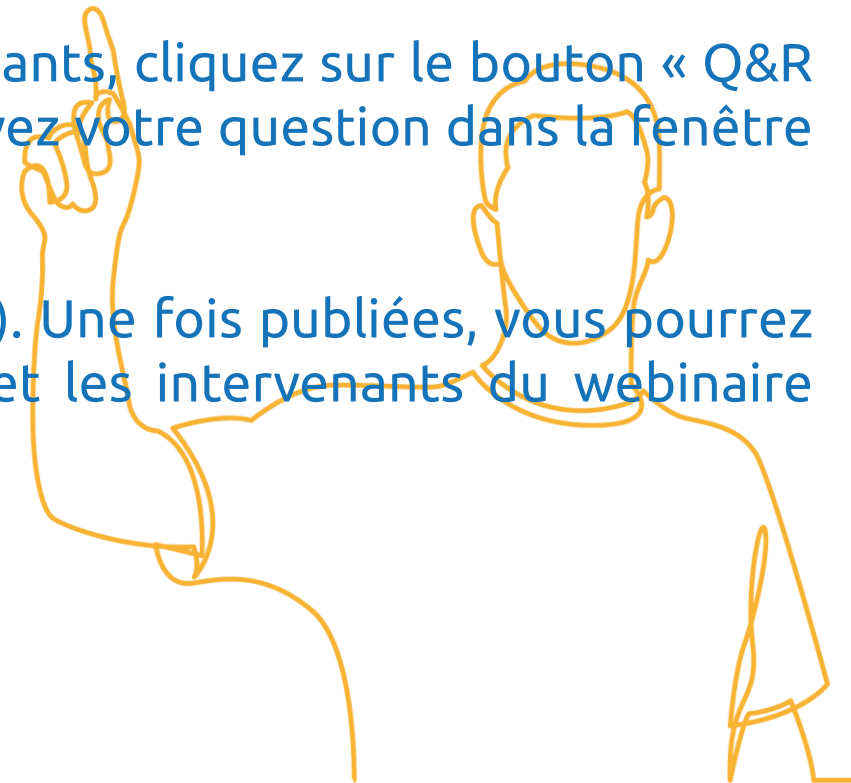 ants, cliquez sur le bouton « Q&R
vez votre question dans la fenêtre
). Une fois publiées, vous pourrez
et les intervenants du webinaire